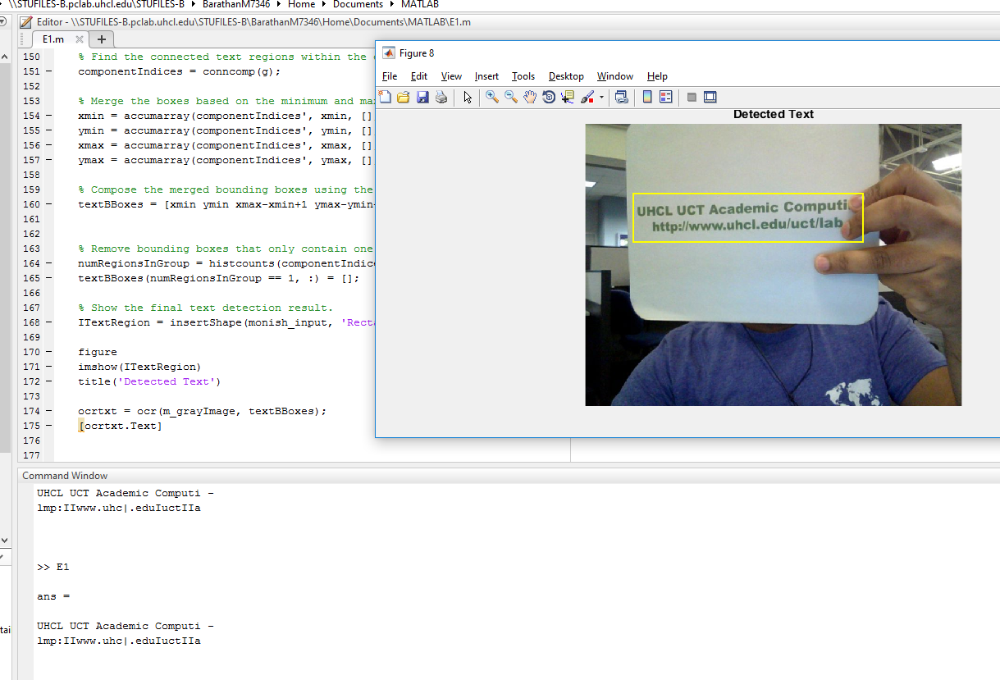 \\STUFILES-B.pclab.uhcl.edu\STUFILES-B BarathanM7346 Home Documents MATLAB
Editor - \\STUFILES-B.pclab.uhcl.edu\STUFILES-B\BarathanM7346\Home\Documents\MATLAB\E1.m
E1.m
150 % Find the connected text regions within the
151 componentIndices = conncomp(g);
152
153 % Merge the boxes based on the minimum and
154 xmin = accumarray(componentIndices', xmin, []
155 ymin = accumarray(componentIndices', ymin, []
156 xmax = accumarray(componentIndices', xmax, []
157 ymax = accumarray(componentIndices', ymax, []
158
159 % Compose the merged bounding boxes using the
160 textBBoxes = [xmin ymin xmax-xmin+1 ymax-ymin
161
162
163 % Remove bounding boxes that only contain one
164 numRegionsInGroup = histcounts(componentIndic
165 textBBoxes(numRegionsInGroup == 1, :) = [];
166
167 % Show the final text detection result.
168 ITextRegion = insertShape(monish_input, 'Rect
169
170 figure
171 imshow(ITextRegion)
172 title('Detected Text')
173
174 ocrtxt = ocr(m_grayImage, textBBoxes);
175 [ocrtxt.Text]
176
177
Figure 8
File Edit View Insert Tools Desktop Window Help
Detected Text
UHCL UCT Academic Computi
http://www.uhcl.edu/uct/lab
Command Window
UHCL UCT Academic Computi -
lmp:IIwww.uhc|.eduIuctIIa
>> E1
ans =
UHCL UCT Academic Computi -
lmp:IIwww.uhc|.eduIuctIIa
tai